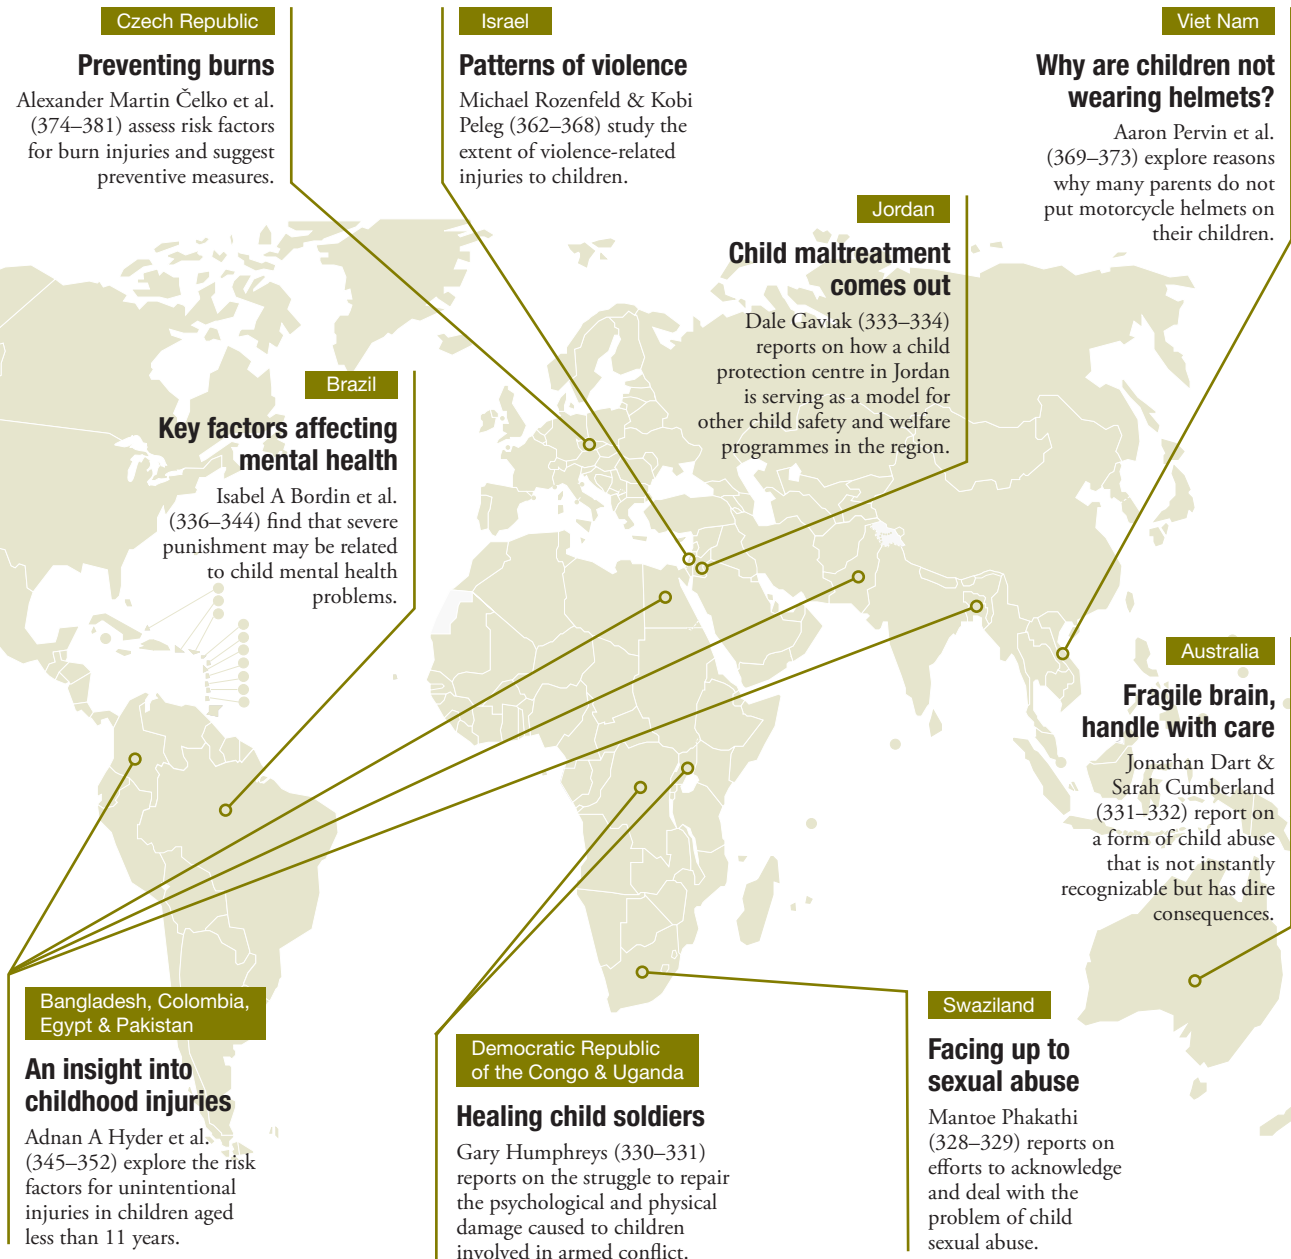 Czech Republic
Preventing burns
Alexander Martin Čelko et al.
(374–381) assess risk factors
for burn injuries and suggest
preventive measures.
Israel
Patterns of violence
Michael Rozenfeld & Kobi
Peleg (362–368) study the
extent of violence-related
injuries to children.
Viet Nam
Why are children not
wearing helmets?
Aaron Pervin et al.
(369–373) explore reasons
why many parents do not
put motorcycle helmets on
their children.
Jordan
Child maltreatment
comes out
Dale Gavlak (333–334)
reports on how a child
protection centre in Jordan
is serving as a model for
other child safety and welfare
programmes in the region.
Brazil
Key factors affecting
mental health
Isabel A Bordin et al.
(336–344) find that severe
punishment may be related
to child mental health
problems.
Australia
Fragile brain,
handle with care
Jonathan Dart &
Sarah Cumberland
(331–332) report on
a form of child abuse
that is not instantly
recognizable but has dire
consequences.
Bangladesh, Colombia,
Egypt & Pakistan
An insight into
childhood injuries
Adnan A Hyder et al.
(345–352) explore the risk
factors for unintentional
injuries in children aged
less than 11 years.
Democratic Republic
of the Congo & Uganda
Healing child soldiers
Gary Humphreys (330–331)
reports on the struggle to repair
the psychological and physical
damage caused to children
involved in armed conflict.
Swaziland
Facing up to
sexual abuse
Mantoe Phakathi
(328–329) reports on
efforts to acknowledge
and deal with the
problem of child
sexual abuse.